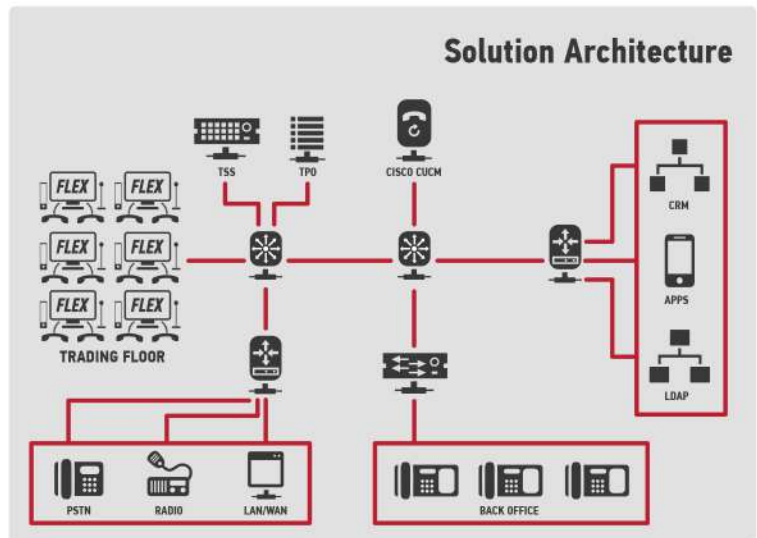 Solution Architecture
TSS
TPO
CISCO CUCM
FLEX
FLEX
FLEX
FLEX
FLEX
FLEX
TRADING FLOOR
CRM
APPS
LDAP
PSTN
RADIO
LAN/WAN
BACK OFFICE